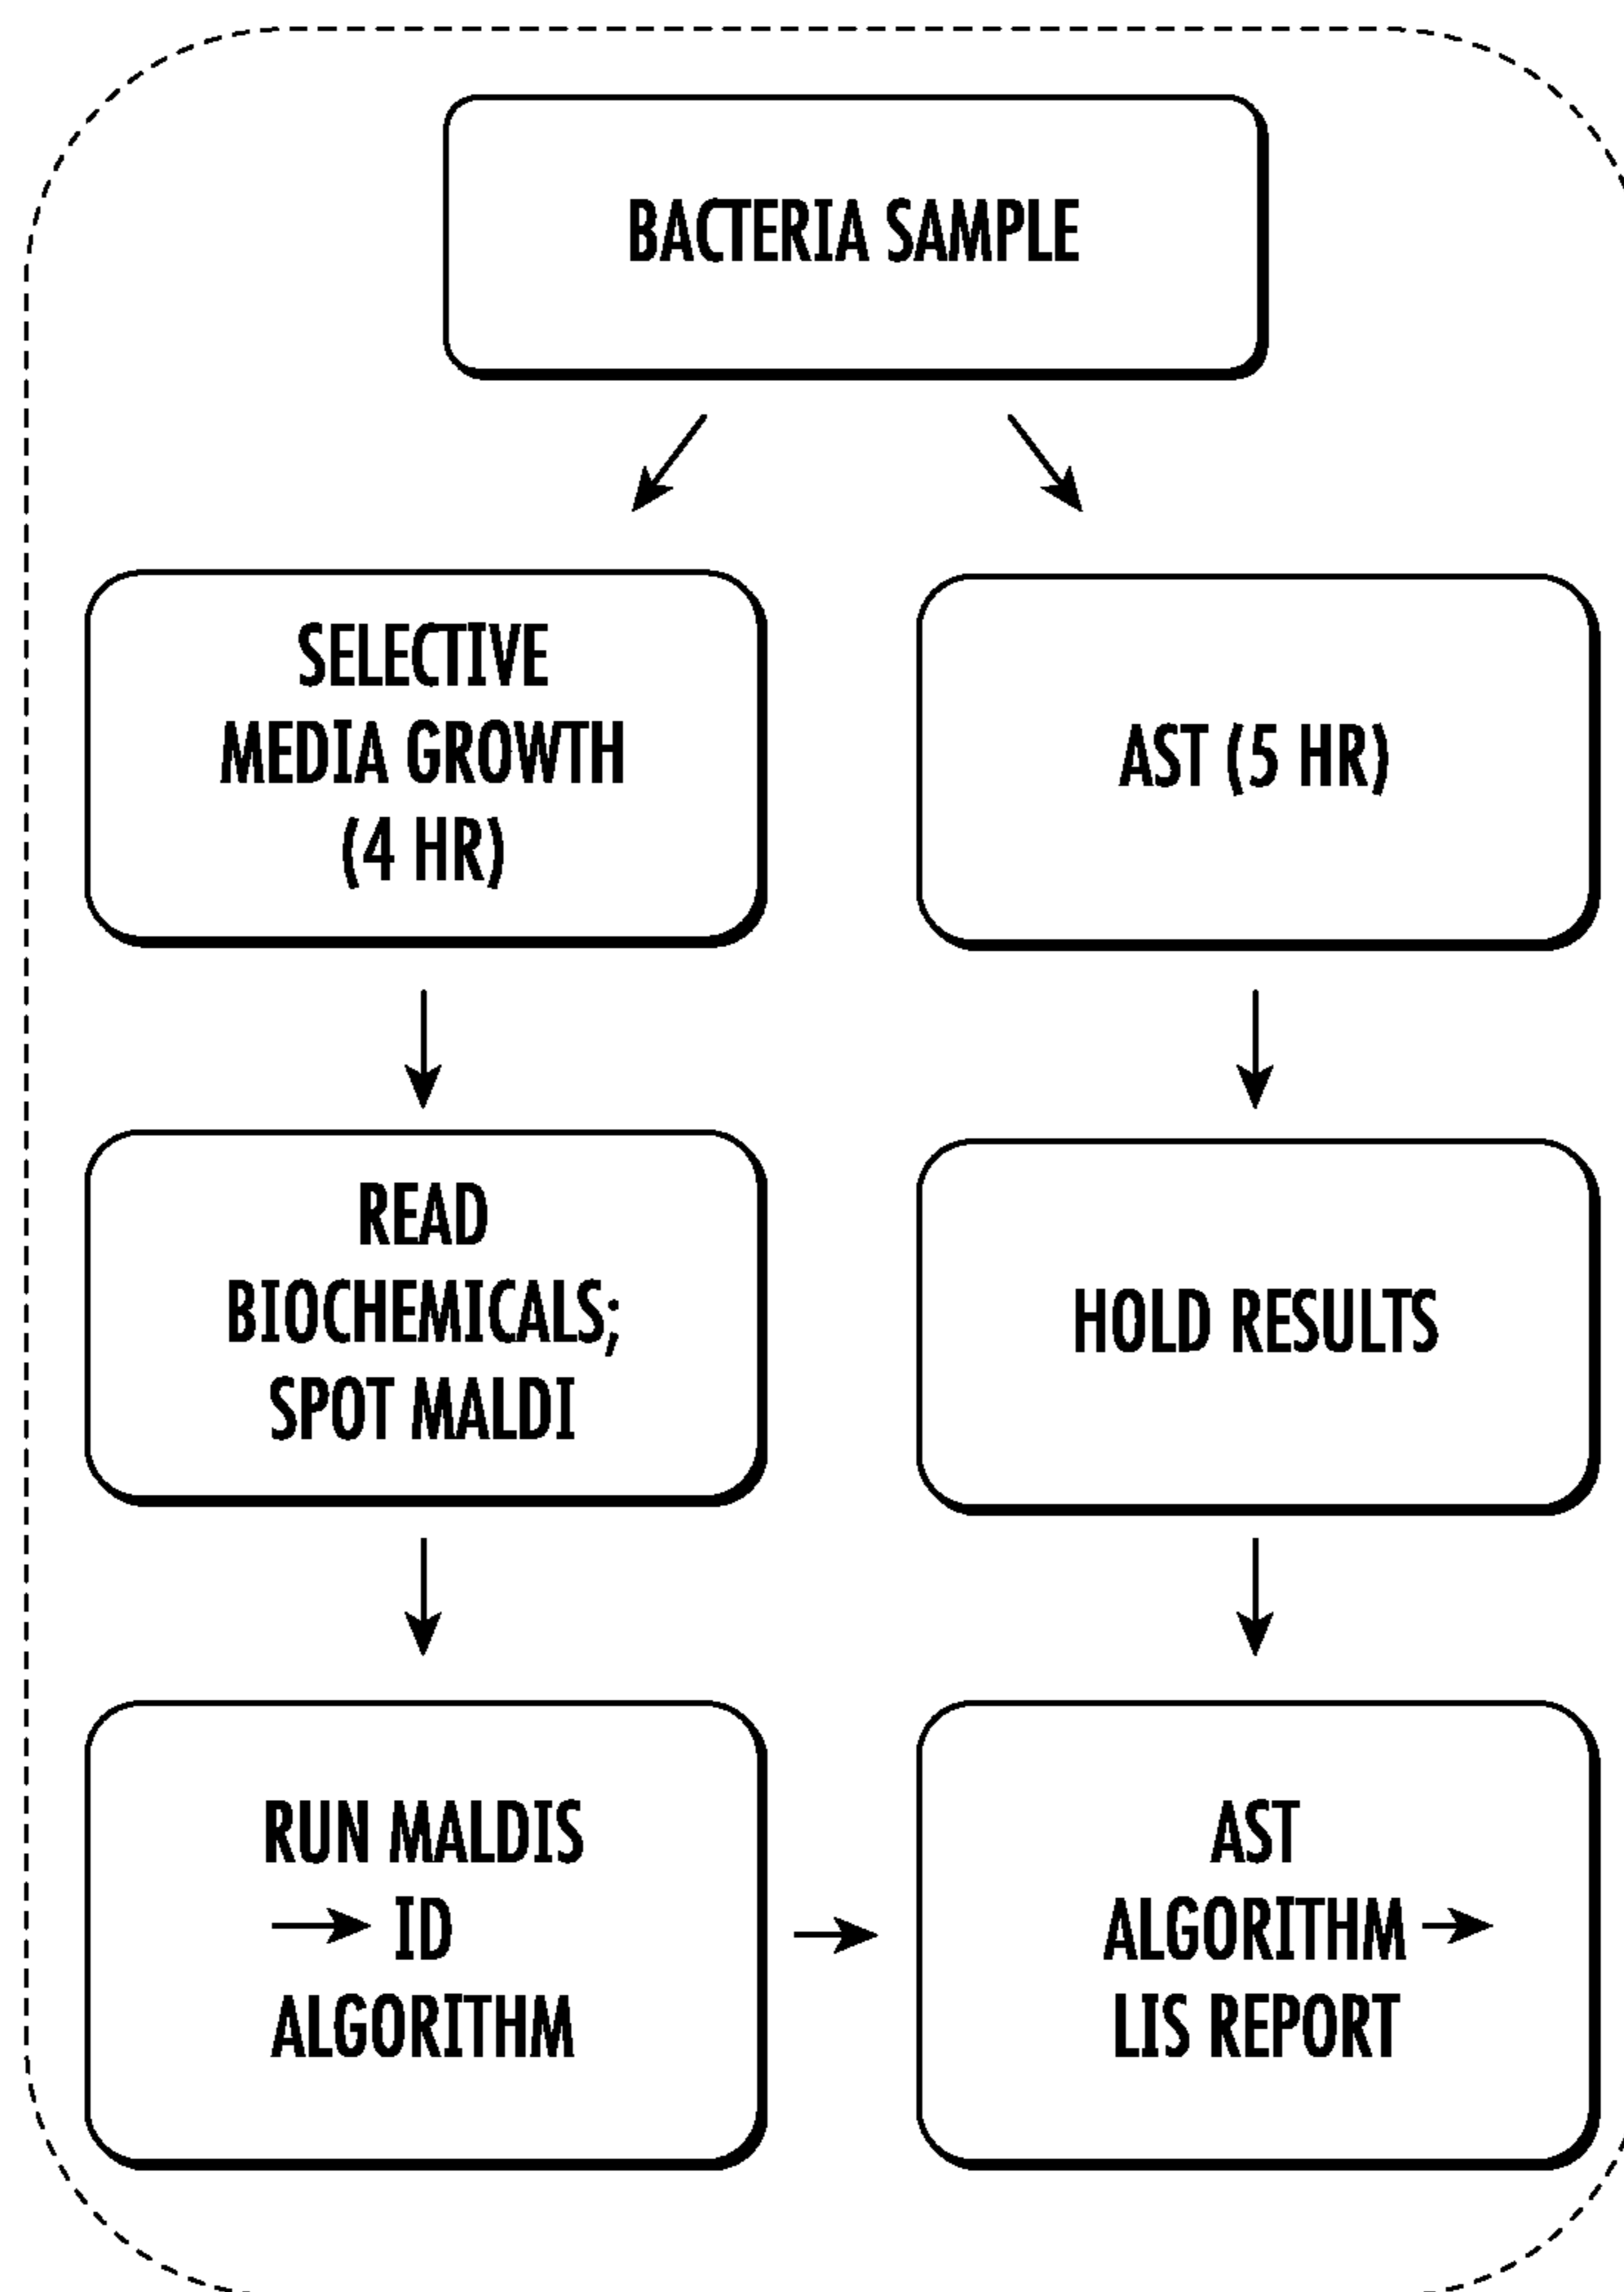 BACTERIA SAMPLE
SELECTIVE
MEDIA GROWTH
(4 HR)
AST (5 HR)
READ
BIOCHEMICALS;
SPOT MALDI
HOLD RESULTS
RUN MALDIS
→ ID
ALGORITHM
AST
ALGORITHM →
LIS REPORT